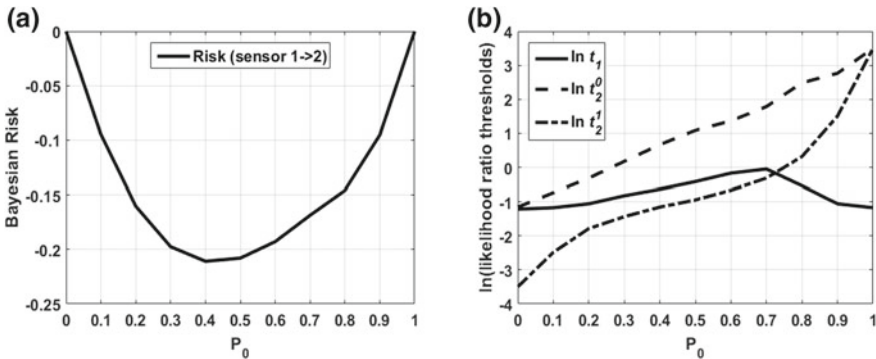 (a)
Bayesian Risk
0
-0.05
-0.1
-0.15
-0.2
-0.25
Risk (sensor 1->2)
0 0.1 0.2 0.3 0.4 0.5 0.6 0.7 0.8 0.9 1
P0
(b)
ln(likelihood ratio thresholds)
4
3
2
1
0
-1
-2
-3
-4
ln t1
ln t20
ln t21
0 0.1 0.2 0.3 0.4 0.5 0.6 0.7 0.8 0.9 1
P0